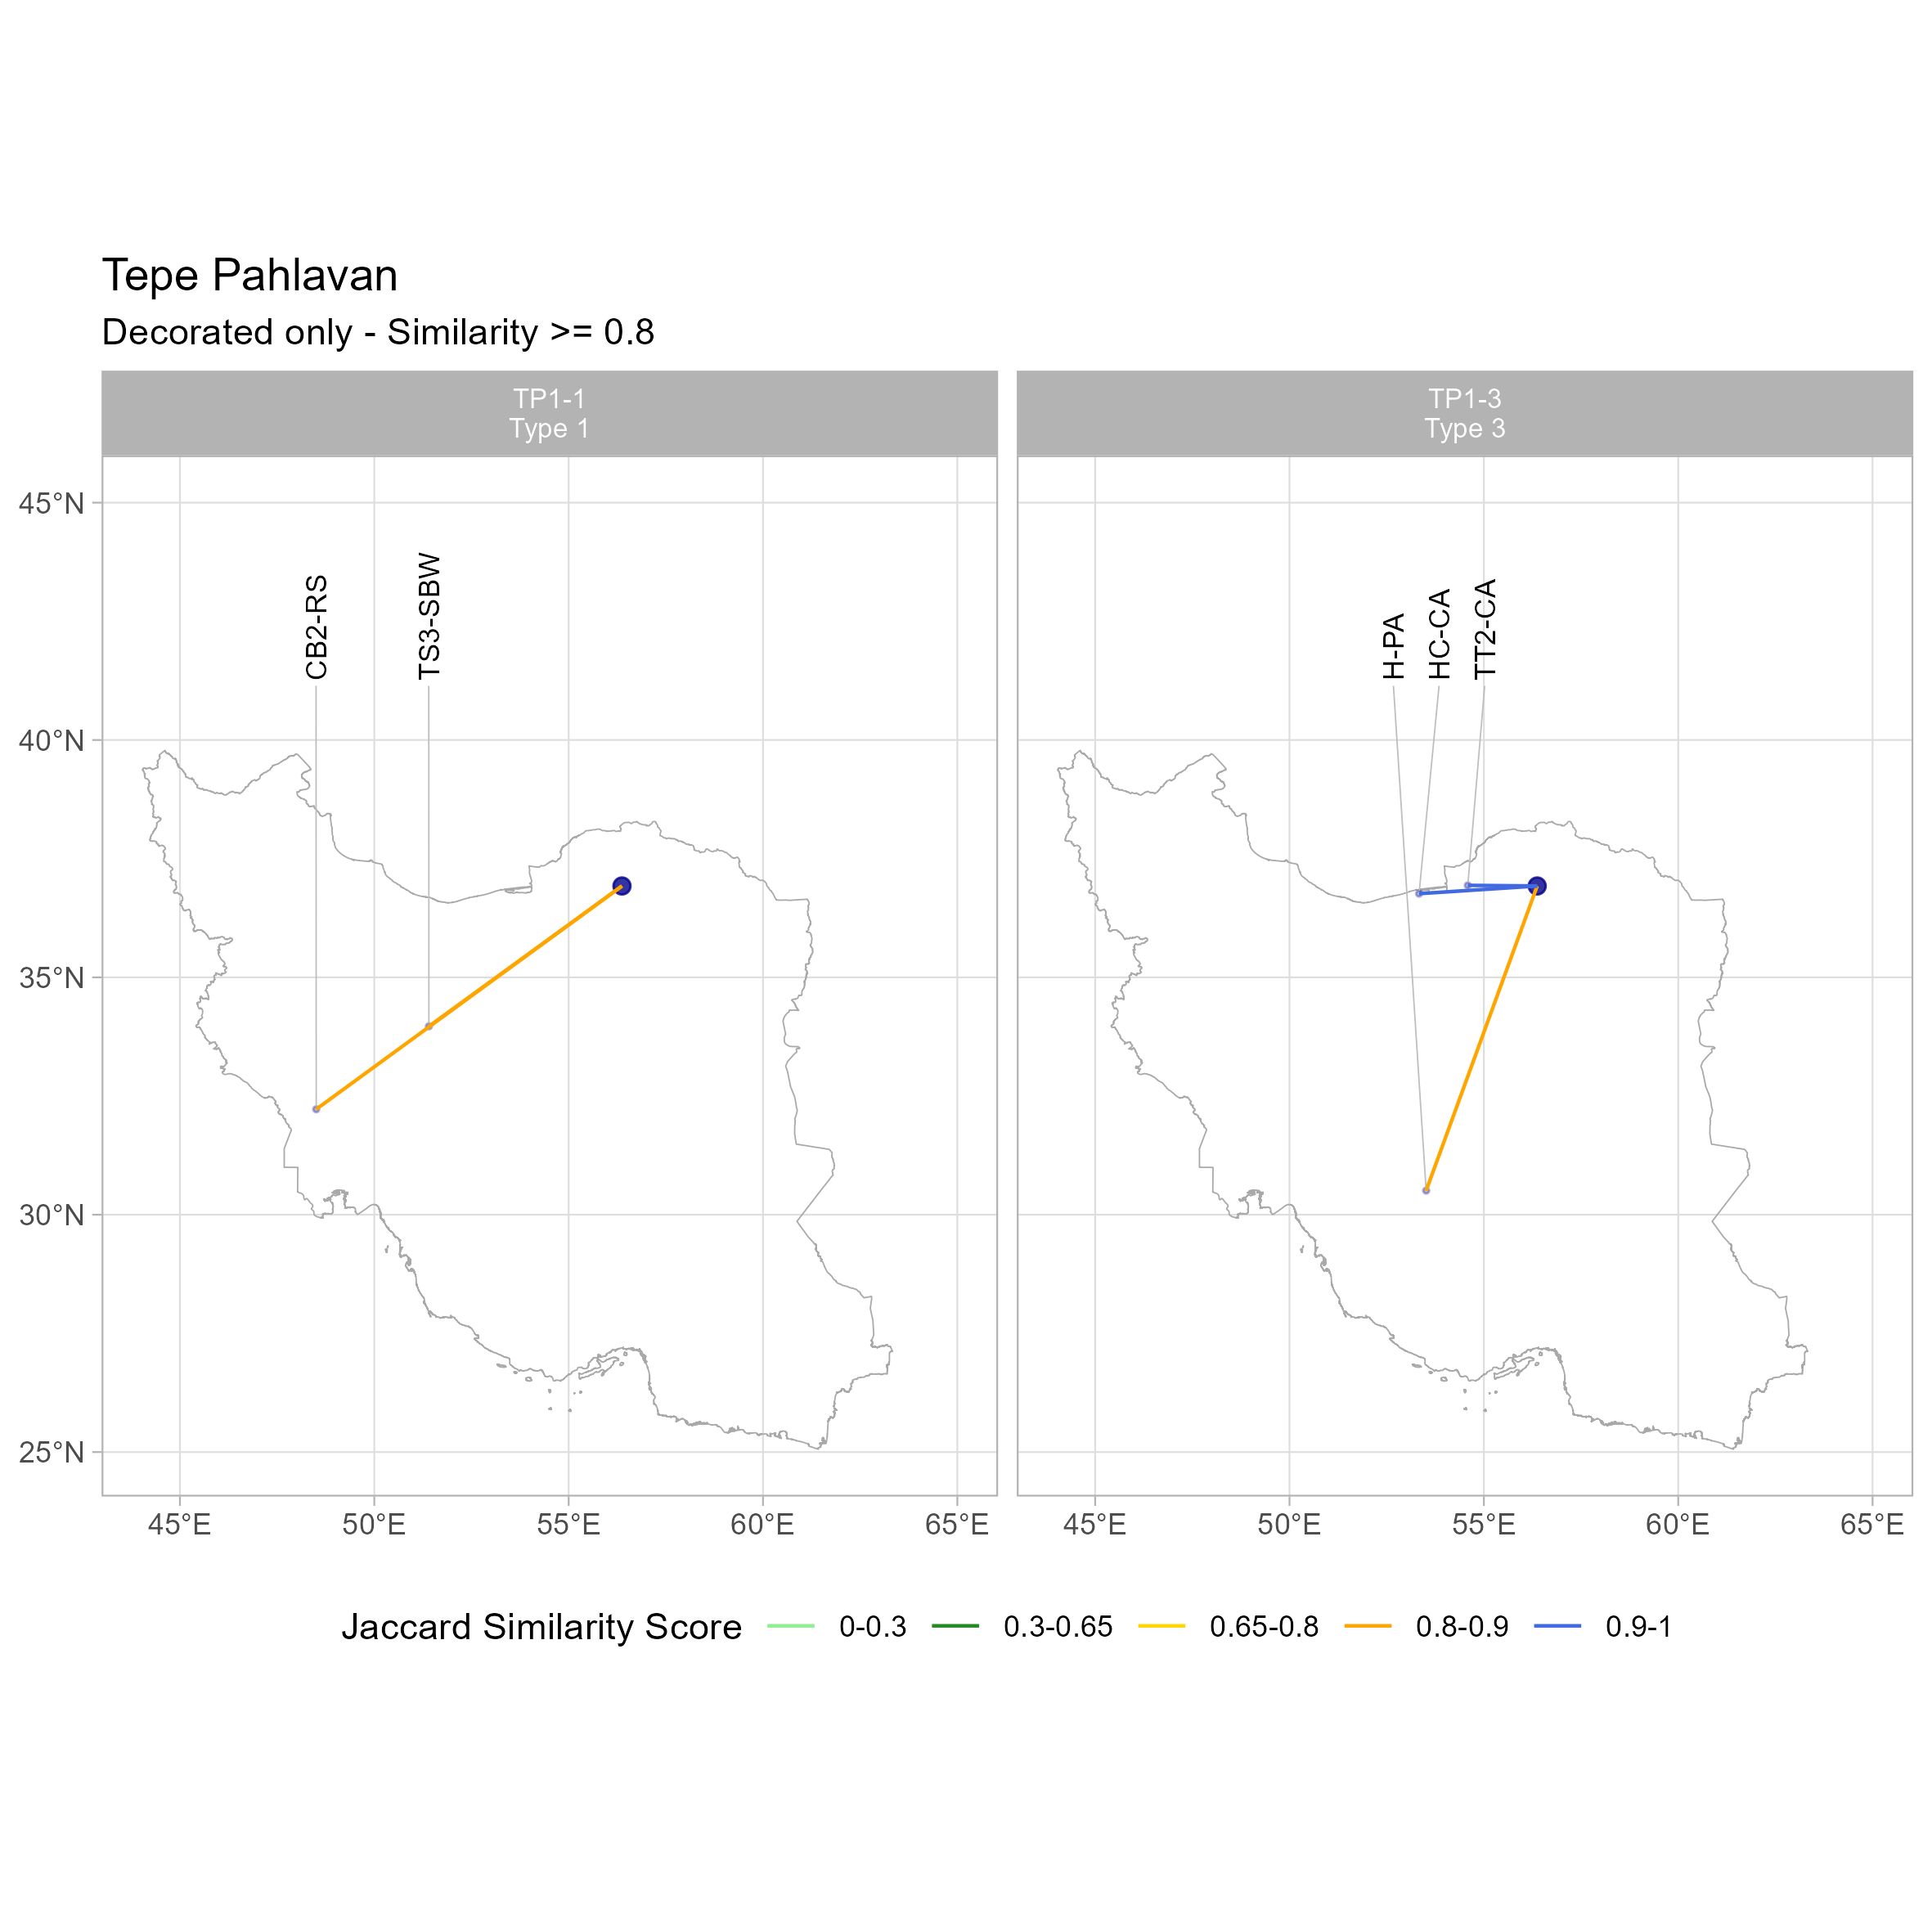 Tepe Pahlavan
Decorated only - Similarity >= 0.8
TP1-1
Type 1
TP1-3
Type 3
CB2-RS
TS3-SBW
H-PA
HC-CA
TT2-CA
45°N
40°N
35°N
30°N
25°N
45°E 50°E 55°E 60°E 65°E
45°E 50°E 55°E 60°E 65°E
Jaccard Similarity Score 0-0.3 0.3-0.65 0.65-0.8 0.8-0.9 0.9-1